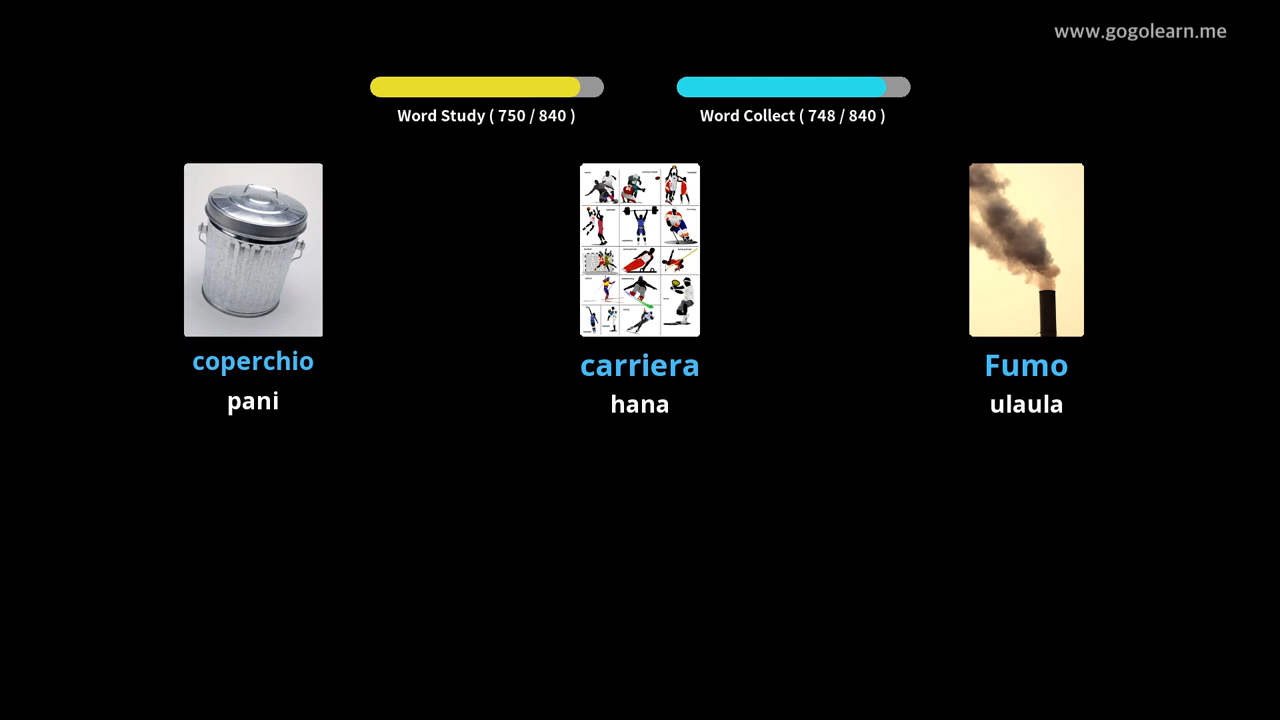 www.gogolearn.me
Word Study ( 750 / 840 )
Word Collect ( 748 / 840 )
coperchio
pani
carriera
hana
Fumo
ulaula